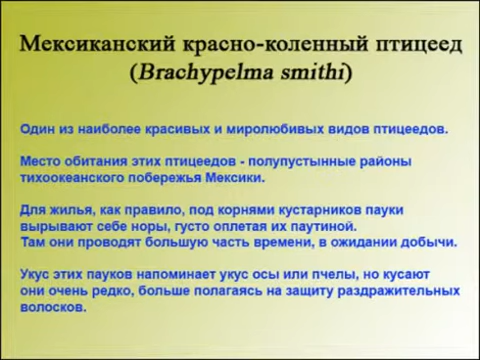 Мексиканский красно-коленный птицеед
(Brachypelma smithi)
Один из наиболее красивых и миролюбивых видов птицеедов.
Место обитания этих птицеедов - полупустынные районы
тихоокеанского побережья Мексики.
Для жилья, как правило, под корнями кустарников пауки
вырывают себе норы, густо оплетая их паутиной.
Там они проводят большую часть времени, в ожидании добычи.
Укус этих пауков напоминает укус осы или пчелы, но кусают
они очень редко, больше полагаясь на защиту раздражительных
волосков.